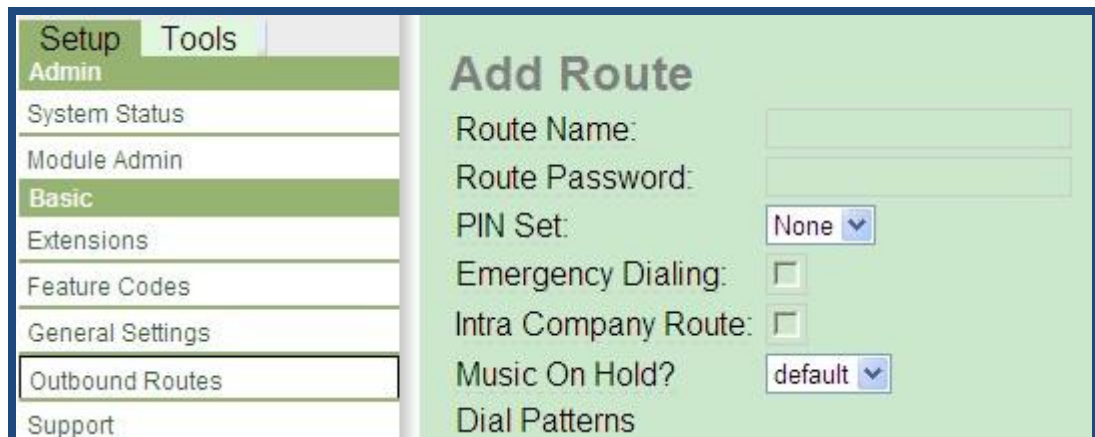 Setup Tools
Admin
System Status
Module Admin
Basic
Extensions
Feature Codes
General Settings
Outbound Routes
Support
Add Route
Route Name:
Route Password:
PIN Set: None
Emergency Dialing:
Intra Company Route:
Music On Hold? default
Dial Patterns